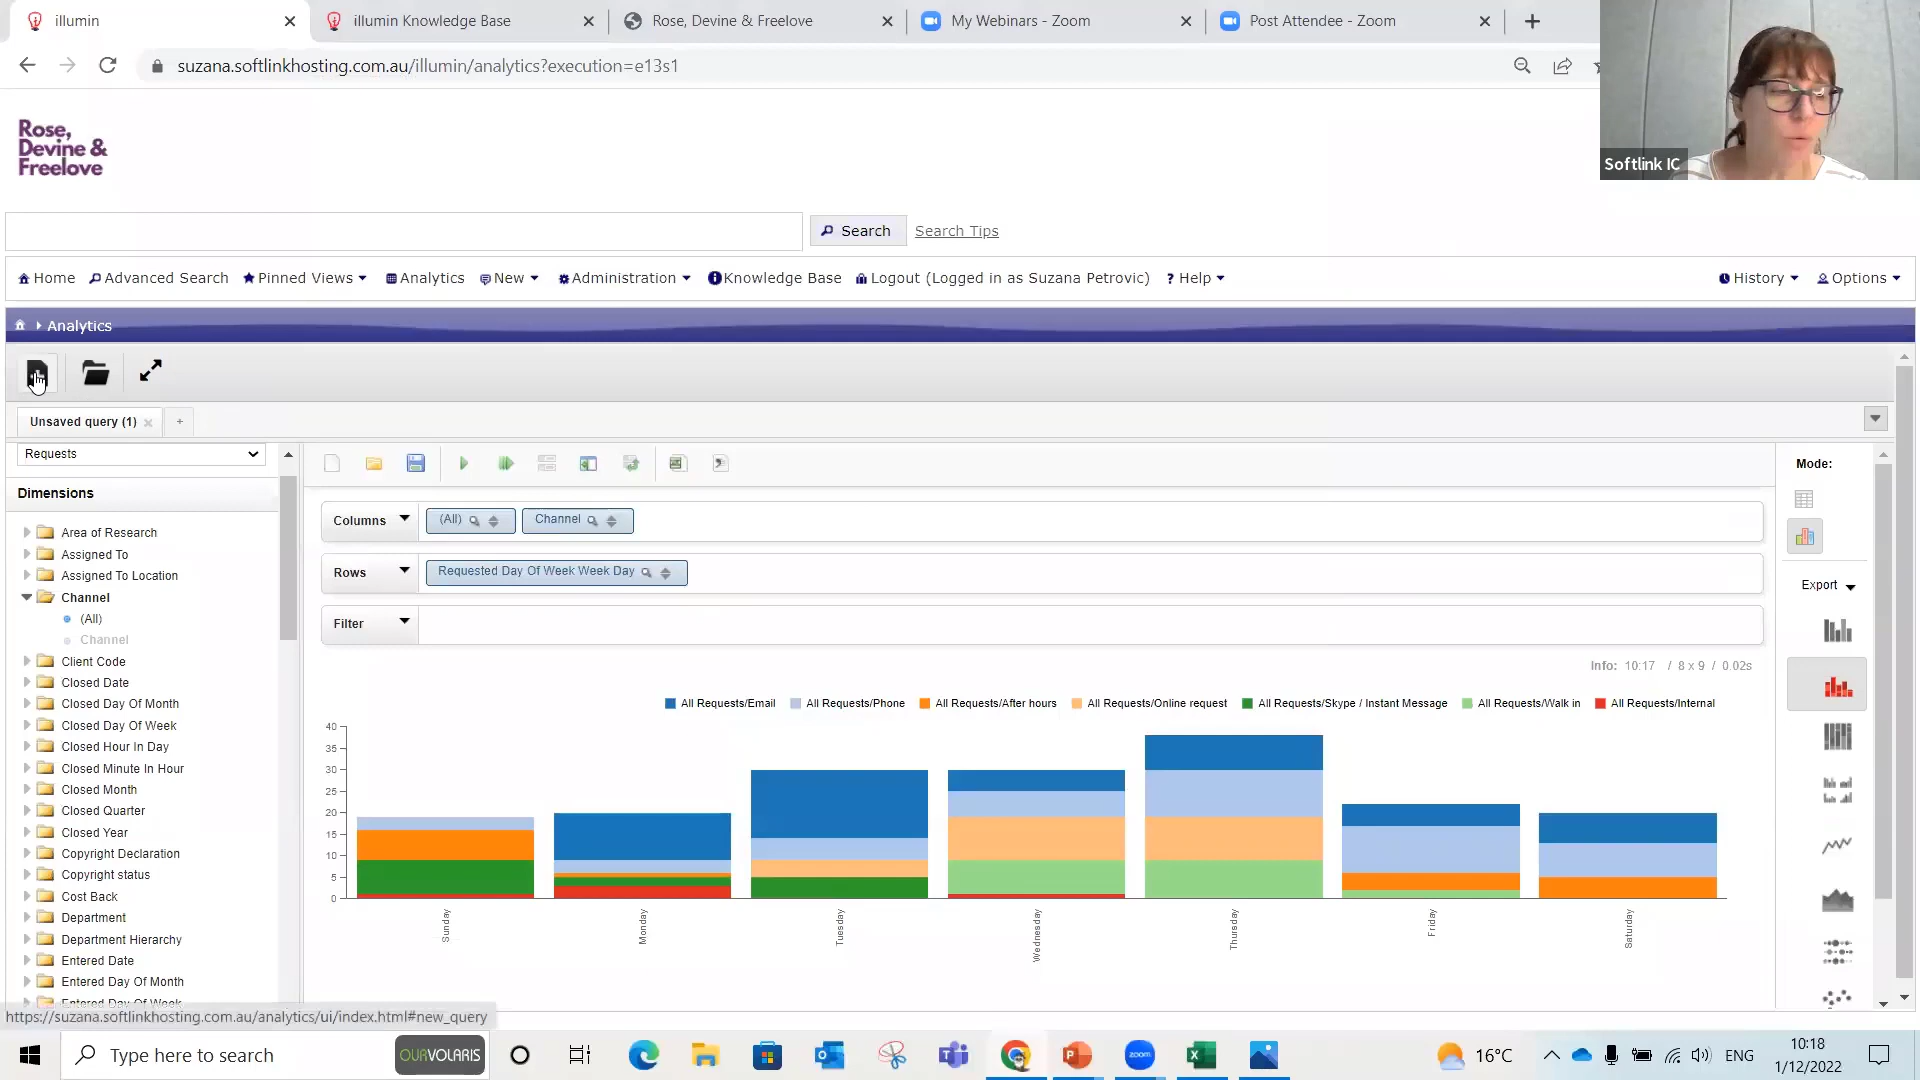 illumin
illumin Knowledge Base
Rose, Devine & Freelove
My Webinars - Zoom
Post Attendee - Zoom
suzana.softlinkhosting.com.au/illumin/analytics?execution=e13s1
Softlink IC
Rose,
Devine &
Freelove
Search
Search Tips
Home
Advanced Search
Pinned Views
Analytics
New
Administration
Knowledge Base
Logout (Logged in as Suzana Petrovic)
? Help
History
Options
Analytics
Unsaved query (1)
+
Requests
Dimensions
Area of Research
Assigned To
Assigned To Location
Channel
(All)
Channel
Client Code
Closed Date
Closed Day Of Month
Closed Day Of Week
Closed Hour In Day
Closed Minute In Hour
Closed Month
Closed Quarter
Closed Year
Copyright Declaration
Copyright status
Cost Back
Department
Department Hierarchy
Entered Date
Entered Day Of Month
Entered Day Of Week
Columns
(All)
Channel
Rows
Requested Day Of Week Week Day
Filter
Info: 10:17 / 8 x 9 / 0.02s
All Requests/Email
All Requests/Phone
All Requests/After hours
All Requests/Online request
All Requests/Skype / Instant Message
All Requests/Walk in
All Requests/Internal
40
35
30
25
20
15
10
5
0
Sunday
Monday
Tuesday
Wednesday
Thursday
Friday
Saturday
Mode:
Export
https://suzana.softlinkhosting.com.au/analytics/ui/index.html#new_query
Type here to search
OURVOLARIS
zoom
16°C
ENG
10:18
1/12/2022